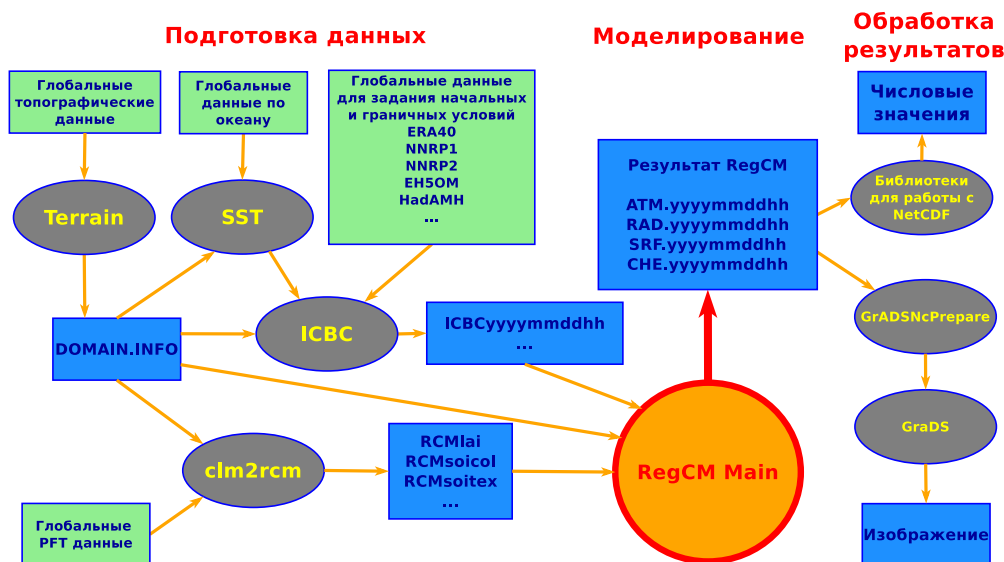 Подготовка данных
Моделирование
Обработка
результатов
Глобальные
топографические
данные
Глобальные
данные по
океану
Глобальные данные
для задания начальных
и граничных условий
ERA40
NNRP1
NNRP2
EH5OM
HadAMH
...
Terrain
SST
ICBC
DOMAIN.INFO
ICBCyyyymmddhh
...
clm2rcm
RCMlai
RCMsoicol
RCMsoitex
...
Глобальные
PFT данные
Результат RegCM
ATM.yyyymmddhh
RAD.yyyymmddhh
SRF.yyyymmddhh
CHE.yyyymmddhh
RegCM Main
Числовые
значения
Библиотеки
для работы с
NetCDF
GrADSNcPrepare
GraDS
Изображение